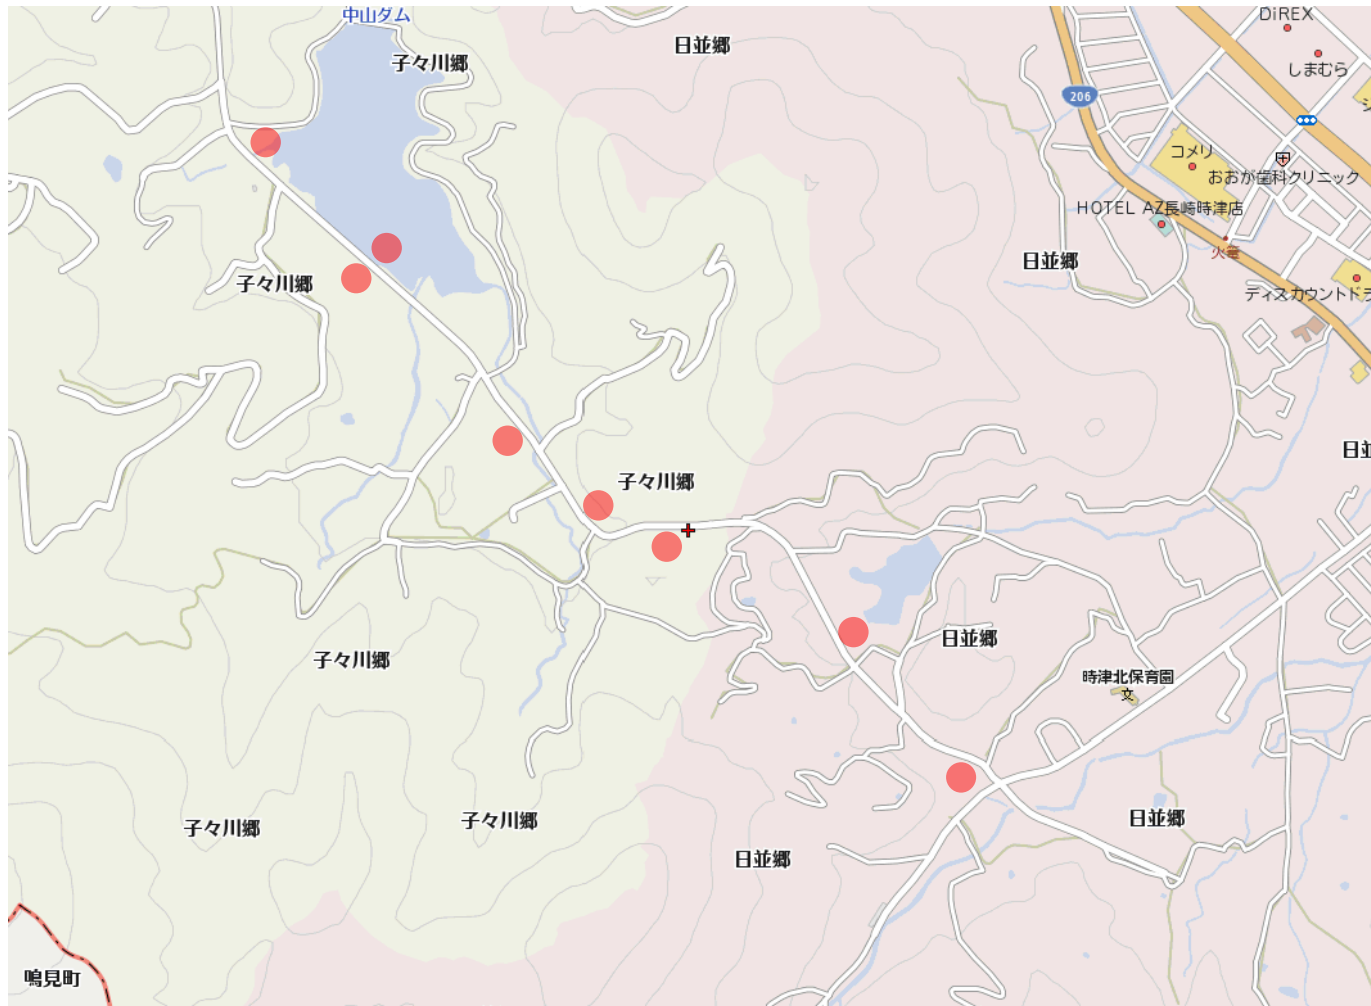 中山ダム
子々川郷
日並郷
DiREX
しまむら
206
コメリ
おおが歯科クリニック
HOTEL AZ長崎時津店
火篭
日並郷
子々川郷
ディスカウントドラ
日並
子々川郷
子々川郷
日並郷
時津北保育園
文
子々川郷
子々川郷
日並郷
日並郷
鳴見町